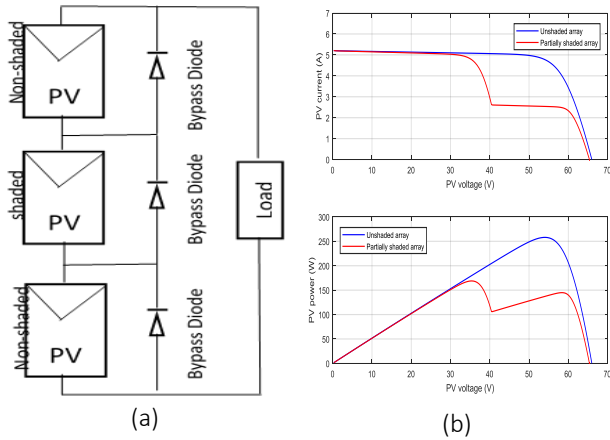 Non-shaded
PV
Bypass Diode
shaded
PV
Bypass Diode
Load
Non-shaded
PV
Bypass Diode
(a)
7
6
5
4
3
2
1
0
PV current (A)
Unshaded array
Partially shaded array
0 10 20 30 40 50 60 70
PV voltage (V)
300
250
200
150
100
50
0
PV power (W)
Unshaded array
Partially shaded array
0 10 20 30 40 50 60 70
PV voltage (V)
(b)